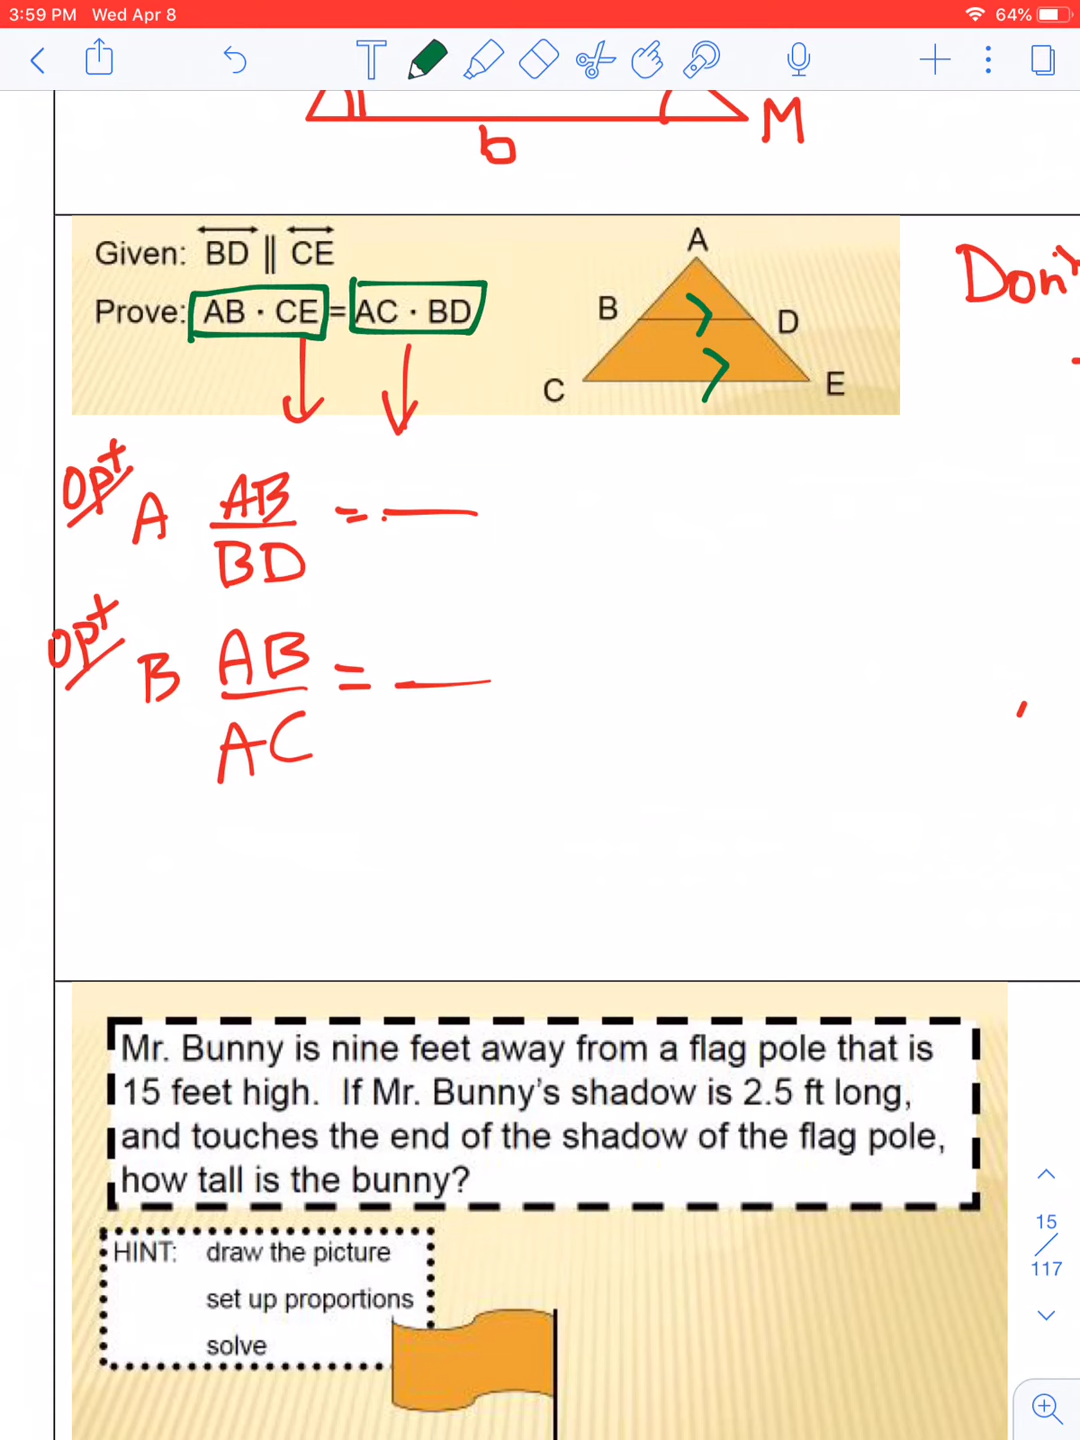 3:59 PM Wed Apr 8
64%
T
M
b
Given: BD || CE
Prove: AB · CE = AC · BD
A
B
D
C
E
Don't
Opt A AB = —
BD
Opt B AB = —
AC
Mr. Bunny is nine feet away from a flag pole that is
15 feet high. If Mr. Bunny's shadow is 2.5 ft long,
and touches the end of the shadow of the flag pole,
how tall is the bunny?
HINT: draw the picture
set up proportions
solve
15
117